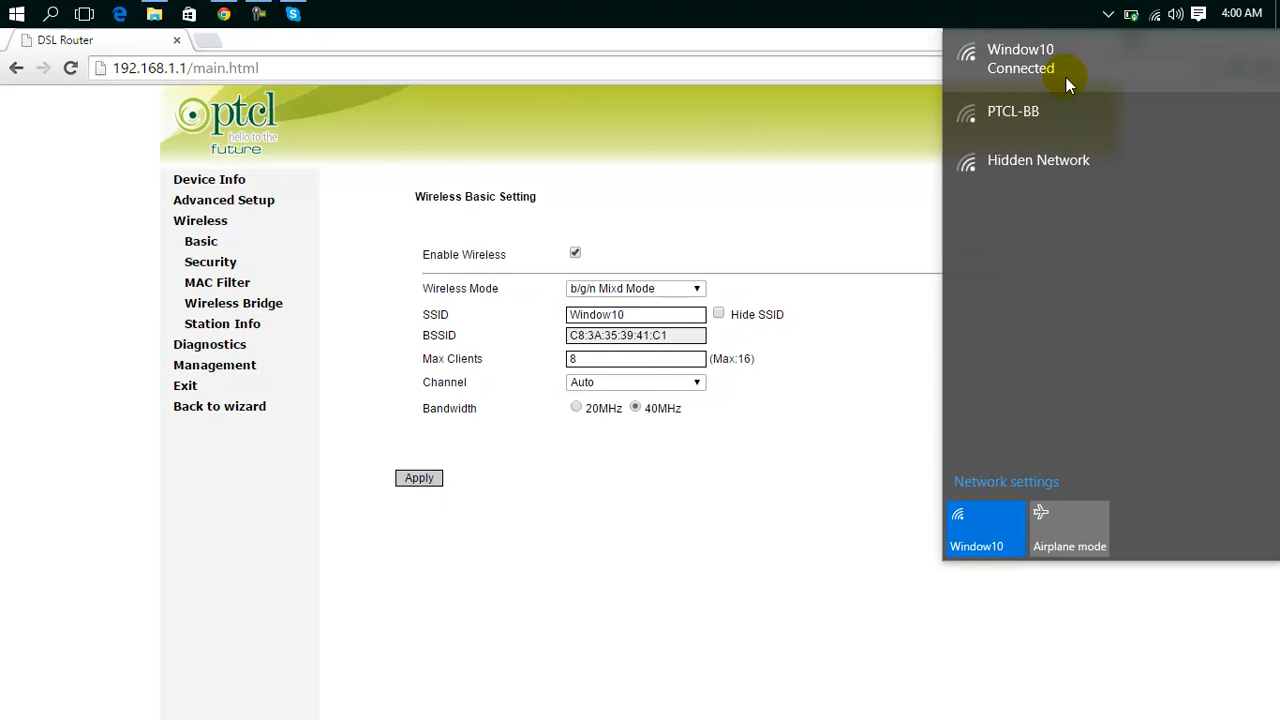 4:00 AM
DSL Router
192.168.1.1/main.html
ptcl
hello to the
future
Device Info
Advanced Setup
Wireless
Basic
Security
MAC Filter
Wireless Bridge
Station Info
Diagnostics
Management
Exit
Back to wizard
Wireless Basic Setting
Enable Wireless
Wireless Mode
b/g/n Mixd Mode
SSID
Window10
Hide SSID
BSSID
C8:3A:35:39:41:C1
Max Clients
8
(Max:16)
Channel
Auto
Bandwidth
20MHz
40MHz
Apply
Window10
Connected
PTCL-BB
Hidden Network
Network settings
Window10
Airplane mode